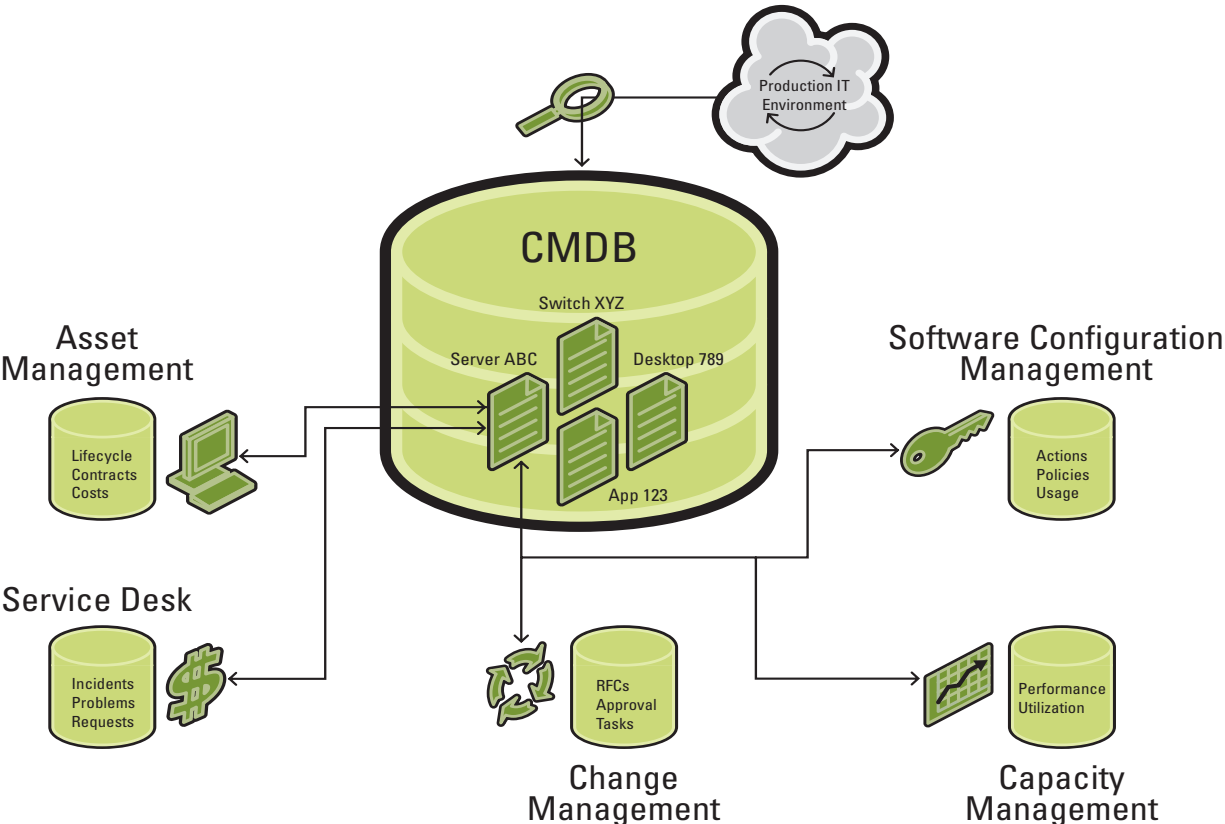 Production IT
Environment
CMDB
Switch XYZ
Server ABC
Desktop 789
App 123
Asset
Management
Lifecycle
Contracts
Costs
Software Configuration
Management
Actions
Policies
Usage
Service Desk
Incidents
Problems
Requests
RFCs
Approval
Tasks
Change
Management
Performance
Utilization
Capacity
Management